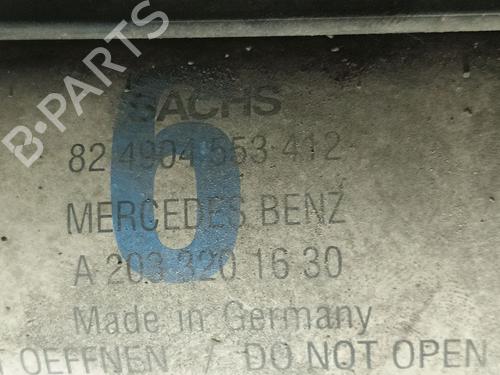 B-PARTS
6
SACHS
82 4904 553 412
MERCEDES BENZ
A 203 320 16 30
Made in Germany
OEFFNEN / DO NOT OPEN